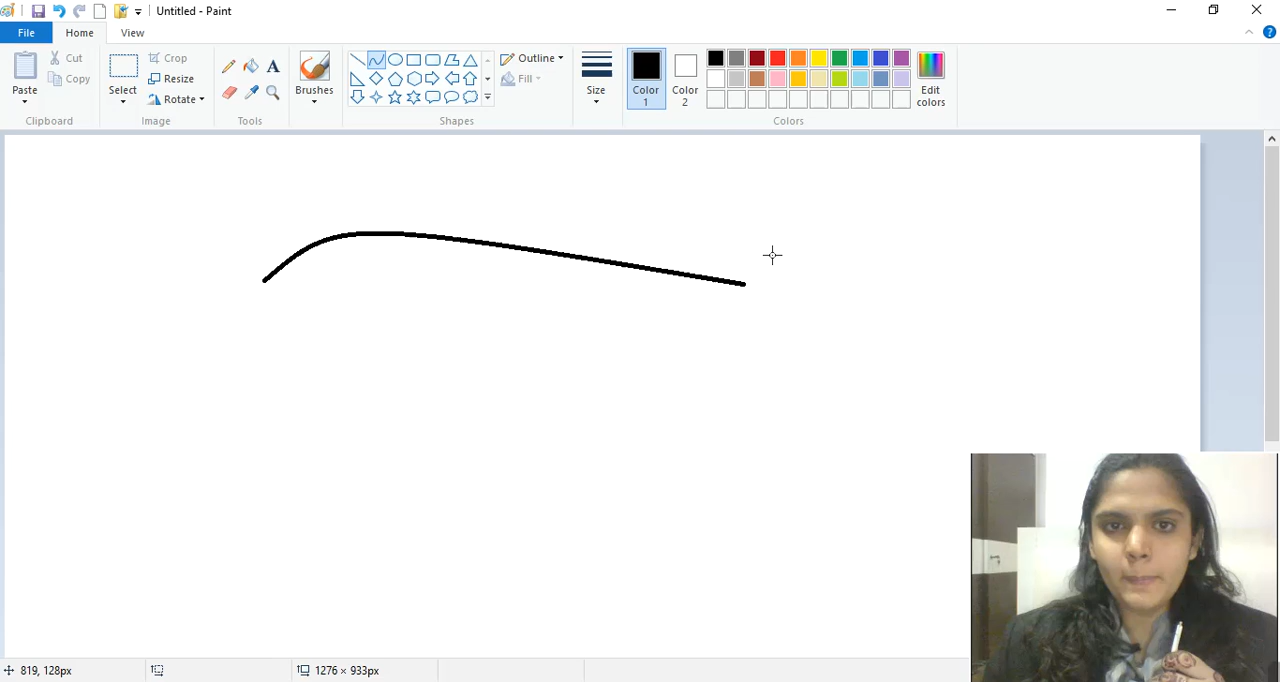 Untitled - Paint
File Home View
Paste
Cut
Copy
Clipboard
Select
Crop
Resize
Rotate
Image
Tools
Brushes
Shapes
Outline
Fill
Size
Color 1
Color 2
Edit colors
Colors
819, 128px
1276 × 933px